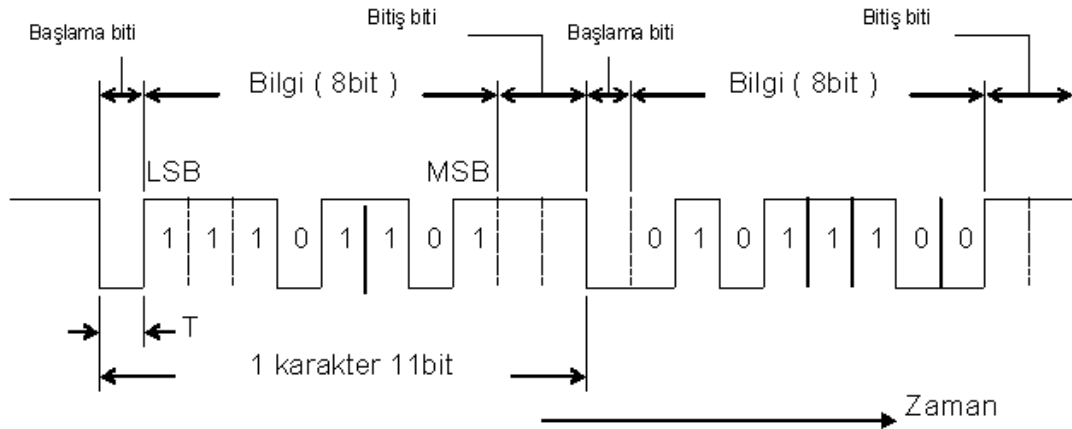 Başlama biti
Bitiş biti
Başlama biti
Bitiş biti
Bilgi ( 8bit )
Bilgi ( 8bit )
LSB
MSB
1 1 1 0 1 1 0 1
0 1 0 1 1 1 0 0
T
1 karakter 11bit
Zaman